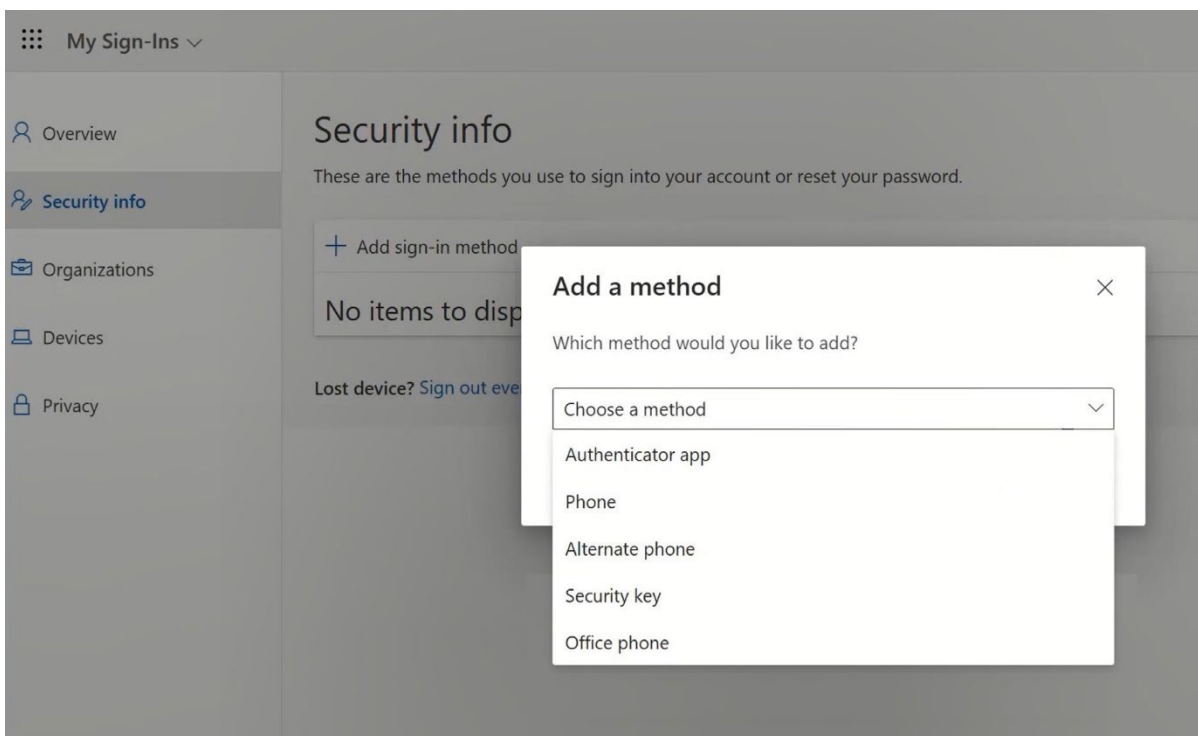 My Sign-Ins
Overview
Security info
Organizations
Devices
Privacy
Security info
These are the methods you use to sign into your account or reset your password.
Add sign-in method
No items to disp
Lost device? Sign out eve
Add a method
Which method would you like to add?
Choose a method
Authenticator app
Phone
Alternate phone
Security key
Office phone